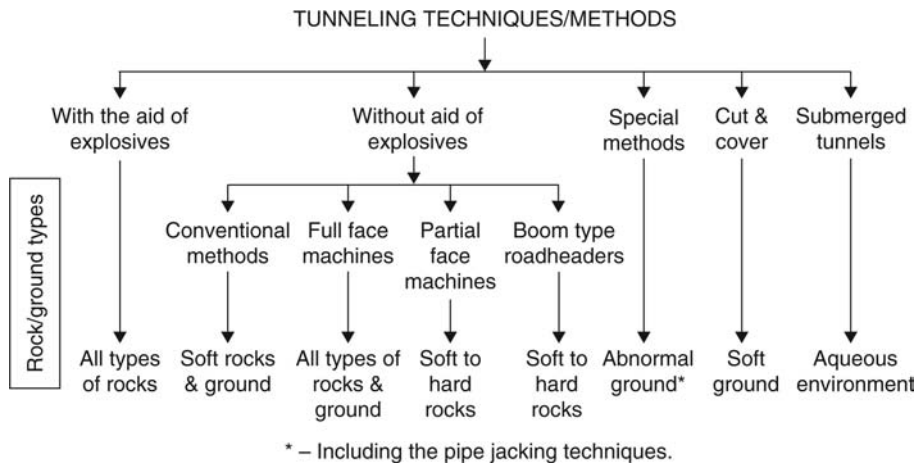 TUNNELING TECHNIQUES/METHODS
With the aid of
explosives
Without aid of
explosives
Special
methods
Cut &
cover
Submerged
tunnels
Rock/ground types
Conventional
methods
Full face
machines
Partial
face
machines
Boom type
roadheaders
All types
of rocks
Soft rocks
& ground
All types of
rocks &
ground
Soft to
hard
rocks
Soft to
hard
rocks
Abnormal
ground*
Soft
ground
Aqueous
environment
* – Including the pipe jacking techniques.